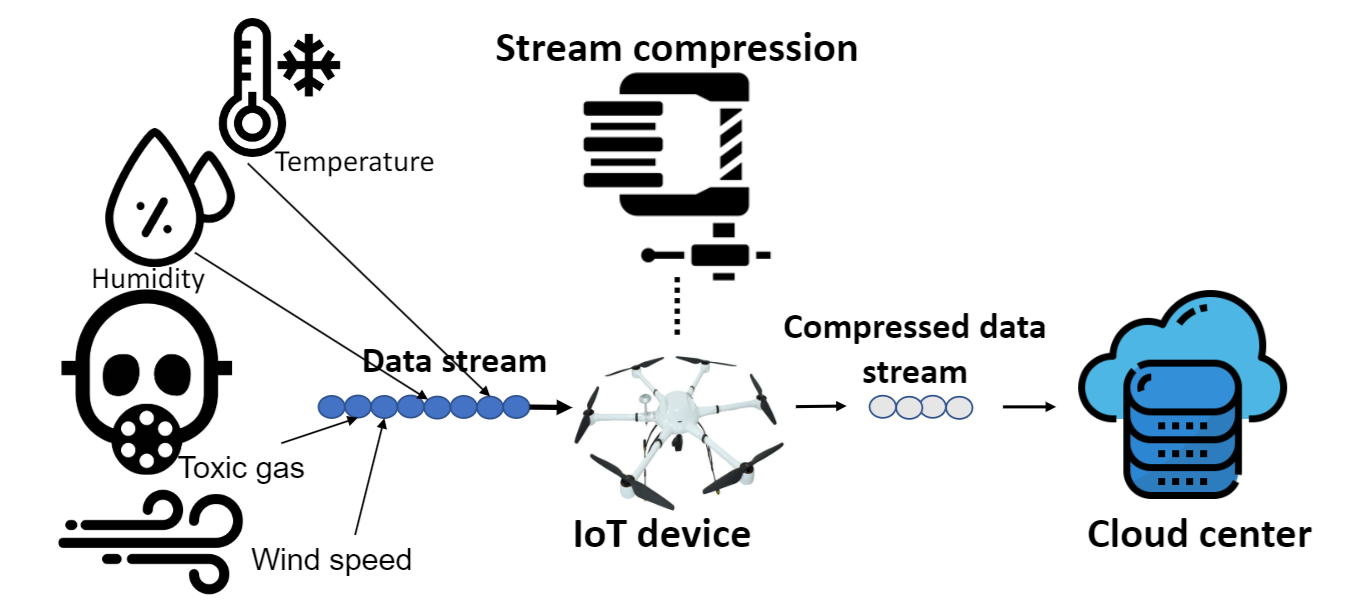 Stream compression
Temperature
Humidity
Data stream
Compressed data
stream
Toxic gas
Wind speed
IoT device
Cloud center